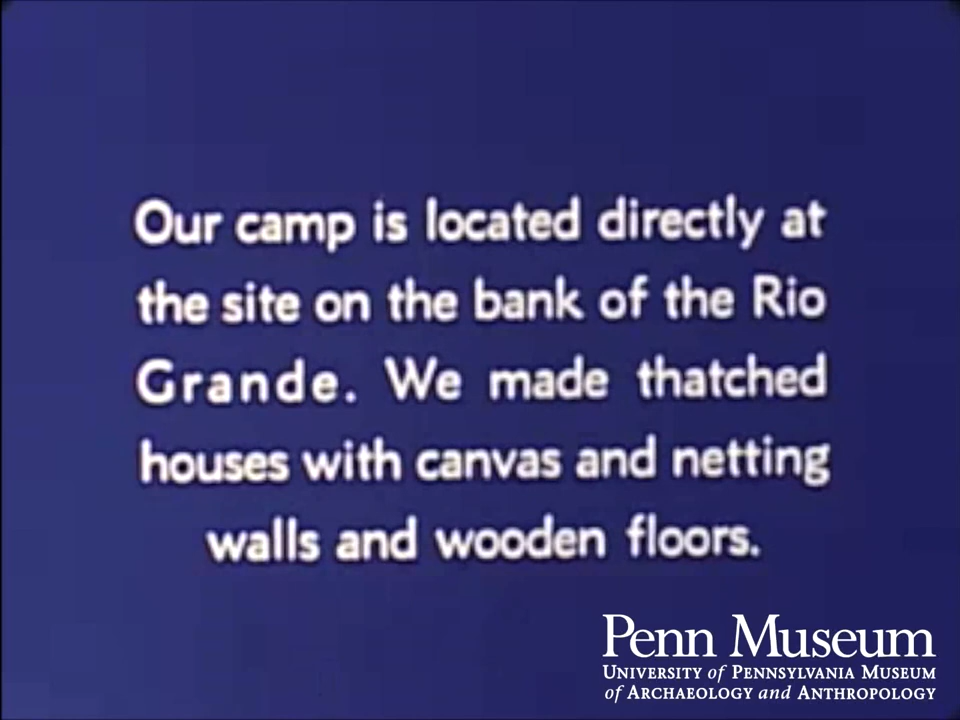 Our camp is located directly at
the site on the bank of the Rio
Grande. We made thatched
houses with canvas and netting
walls and wooden floors.
Penn Museum
UNIVERSITY of PENNSYLVANIA MUSEUM
of ARCHAEOLOGY and ANTHROPOLOGY